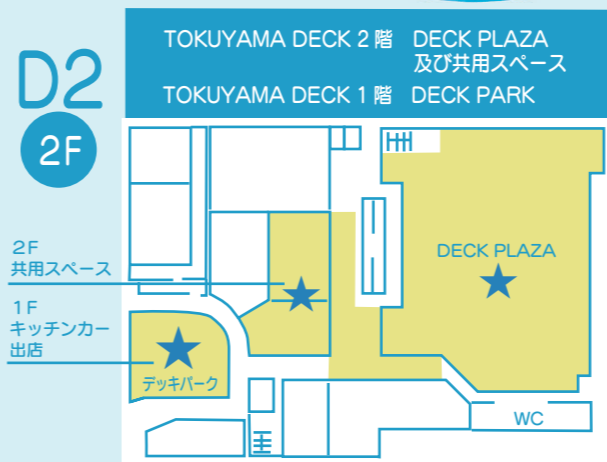 D2
2F
TOKUYAMA DECK 2階 DECK PLAZA
及び共用スペース
TOKUYAMA DECK 1階 DECK PARK
DECK PLAZA
2F
共用スペース
1F
キッチンカー
出店
デッキパーク
WC